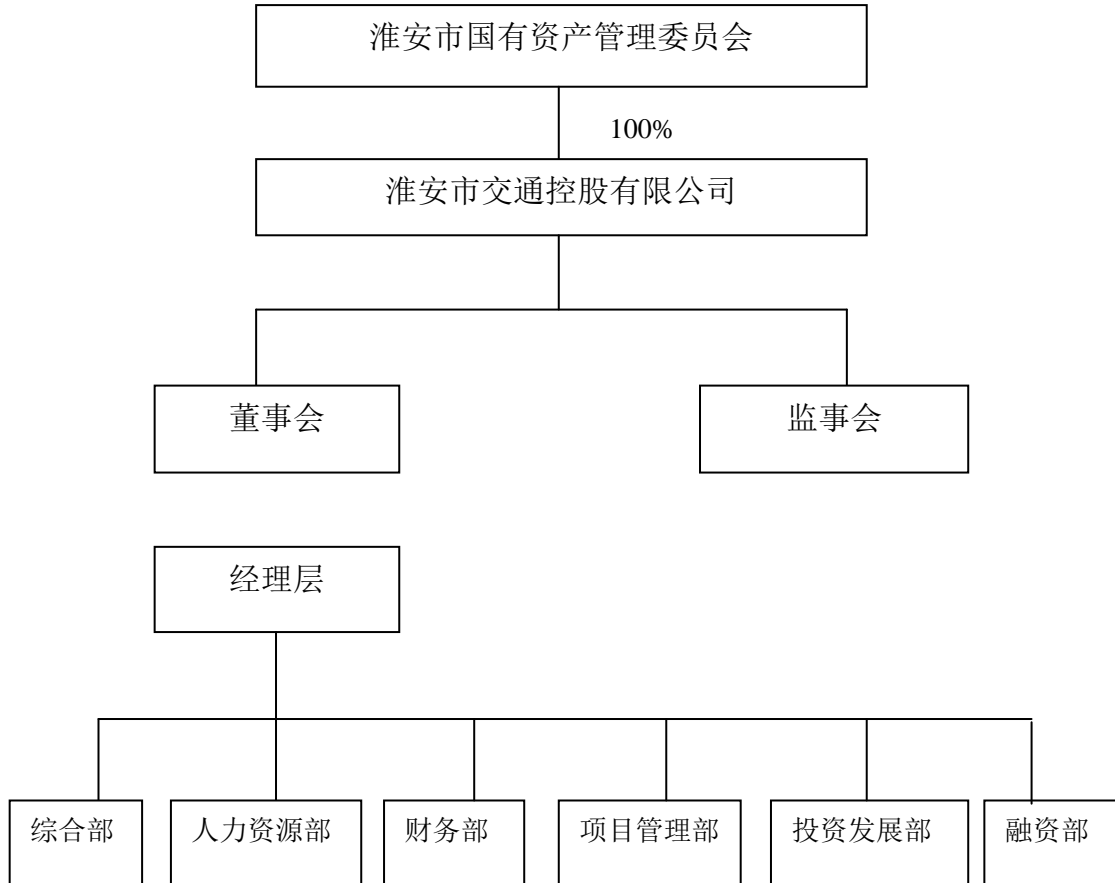 淮安市国有资产管理委员会
100%
淮安市交通控股有限公司
董事会
监事会
经理层
综合部
人力资源部
财务部
项目管理部
投资发展部
融资部